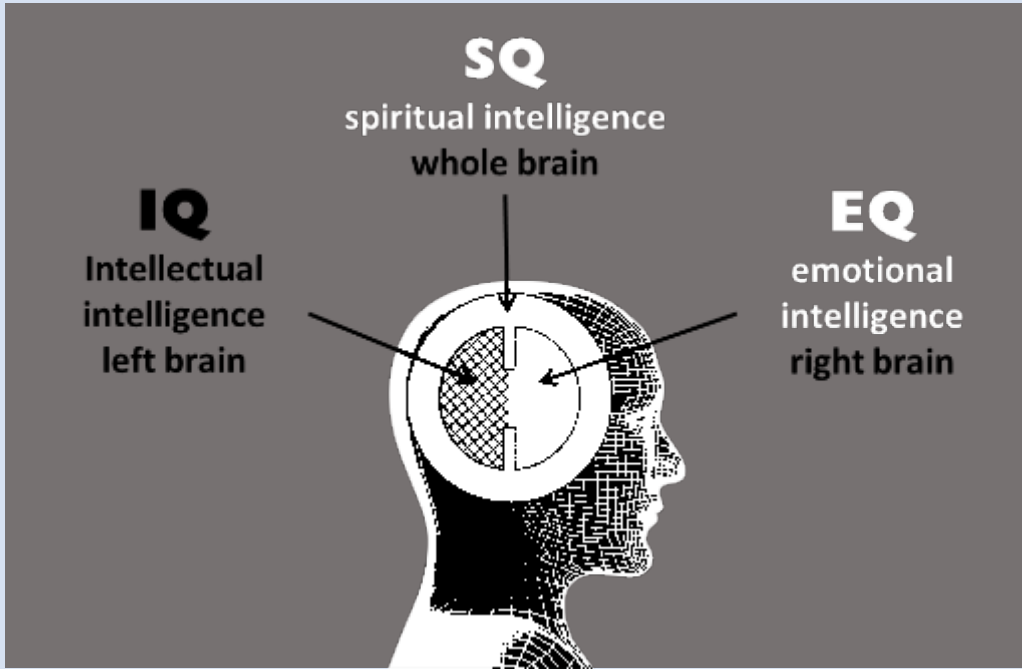 SQ
spiritual intelligence
whole brain
IQ
Intellectual
intelligence
left brain
EQ
emotional
intelligence
right brain